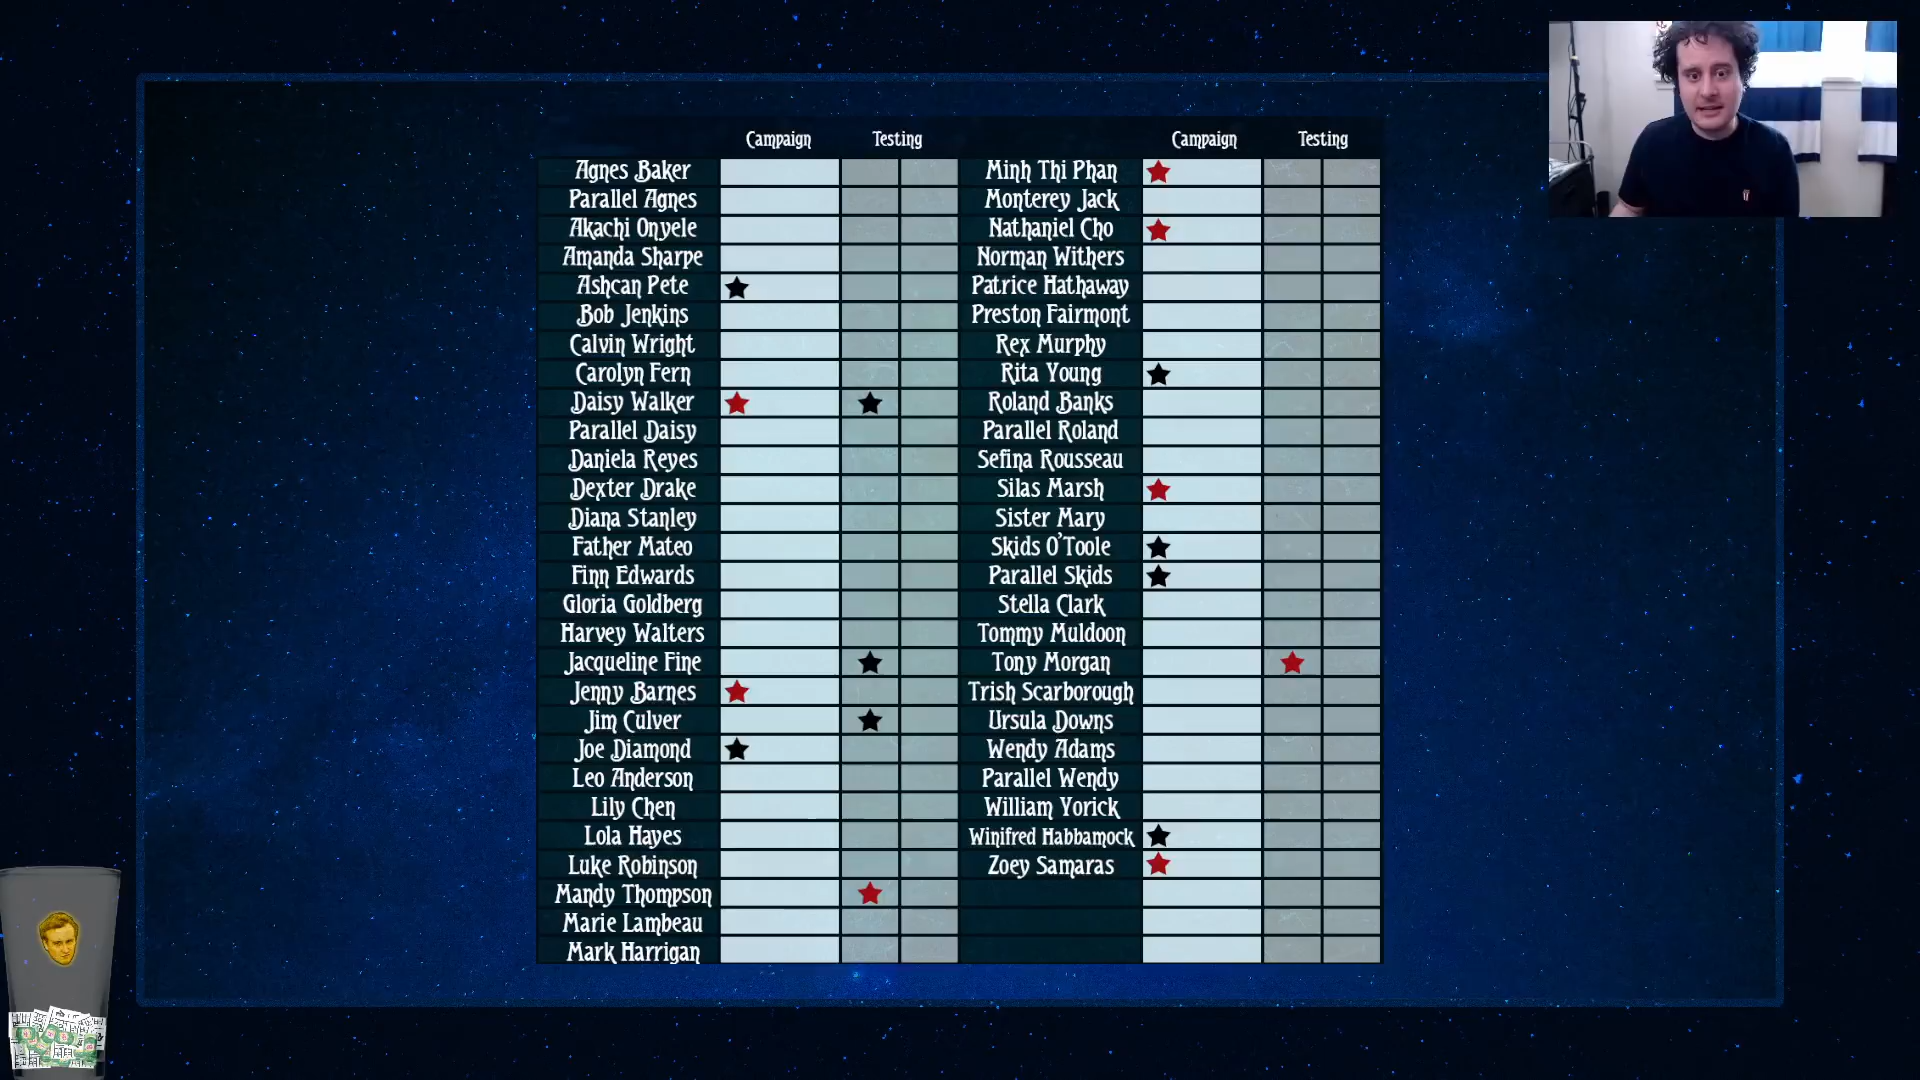 Campaign Testing Campaign Testing
Agnes Baker Minh Thi Phan
Parallel Agnes Monterey Jack
Akachi Onyele Nathaniel Cho
Amanda Sharpe Norman Withers
Ashcan Pete Patrice Hathaway
Bob Jenkins Preston Fairmont
Calvin Wright Rex Murphy
Carolyn Fern Rita Young
Daisy Walker Roland Banks
Parallel Daisy Parallel Roland
Daniela Reyes Sefina Rousseau
Dexter Drake Silas Marsh
Diana Stanley Sister Mary
Father Mateo Skids O'Toole
Finn Edwards Parallel Skids
Gloria Goldberg Stella Clark
Harvey Walters Tommy Muldoon
Jacqueline Fine Tony Morgan
Jenny Barnes Trish Scarborough
Jim Culver Ursula Downs
Joe Diamond Wendy Adams
Leo Anderson Parallel Wendy
Lily Chen William Yorick
Lola Hayes Winifred Habbamock
Luke Robinson Zoey Samaras
Mandy Thompson
Marie Lambeau
Mark Harrigan